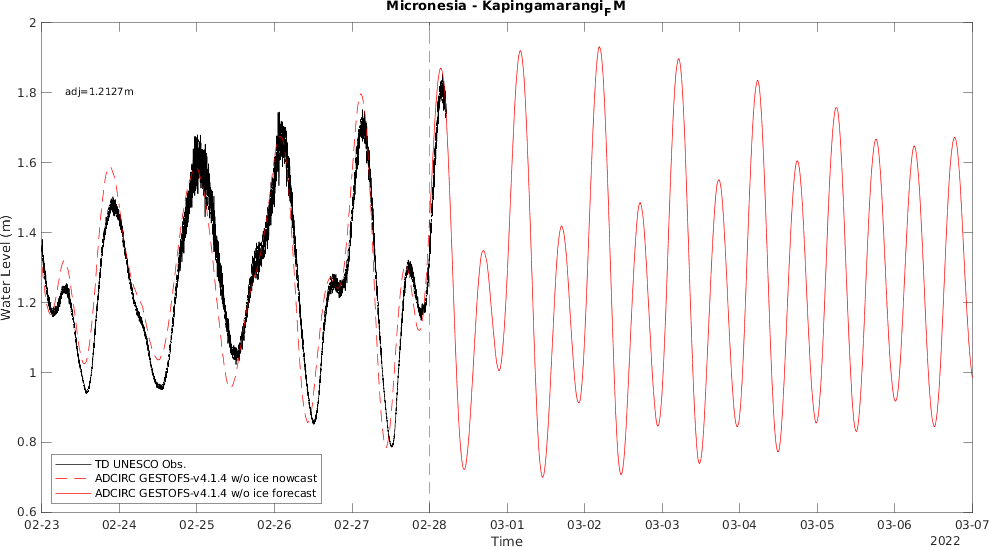 Micronesia - Kapingamarangi_FM
adj=1.2127m
Water Level (m)
2
1.8
1.6
1.4
1.2
1
0.8
0.6
TD UNESCO Obs.
ADCIRC GESTOFS-v4.1.4 w/o ice nowcast
ADCIRC GESTOFS-v4.1.4 w/o ice forecast
02-23 02-24 02-25 02-26 02-27 02-28 03-01 03-02 03-03 03-04 03-05 03-06 03-07
Time
2022